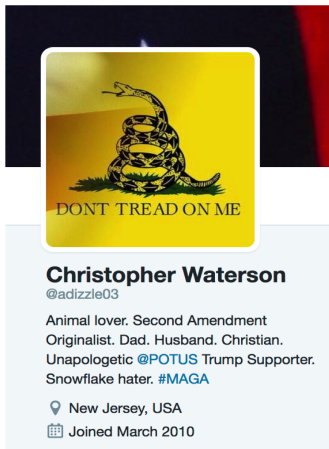 DONT TREAD ON ME
Christopher Waterson
@adizzle03
Animal lover. Second Amendment
Originalist. Dad. Husband. Christian.
Unapologetic @POTUS Trump Supporter.
Snowflake hater. #MAGA
New Jersey, USA
Joined March 2010